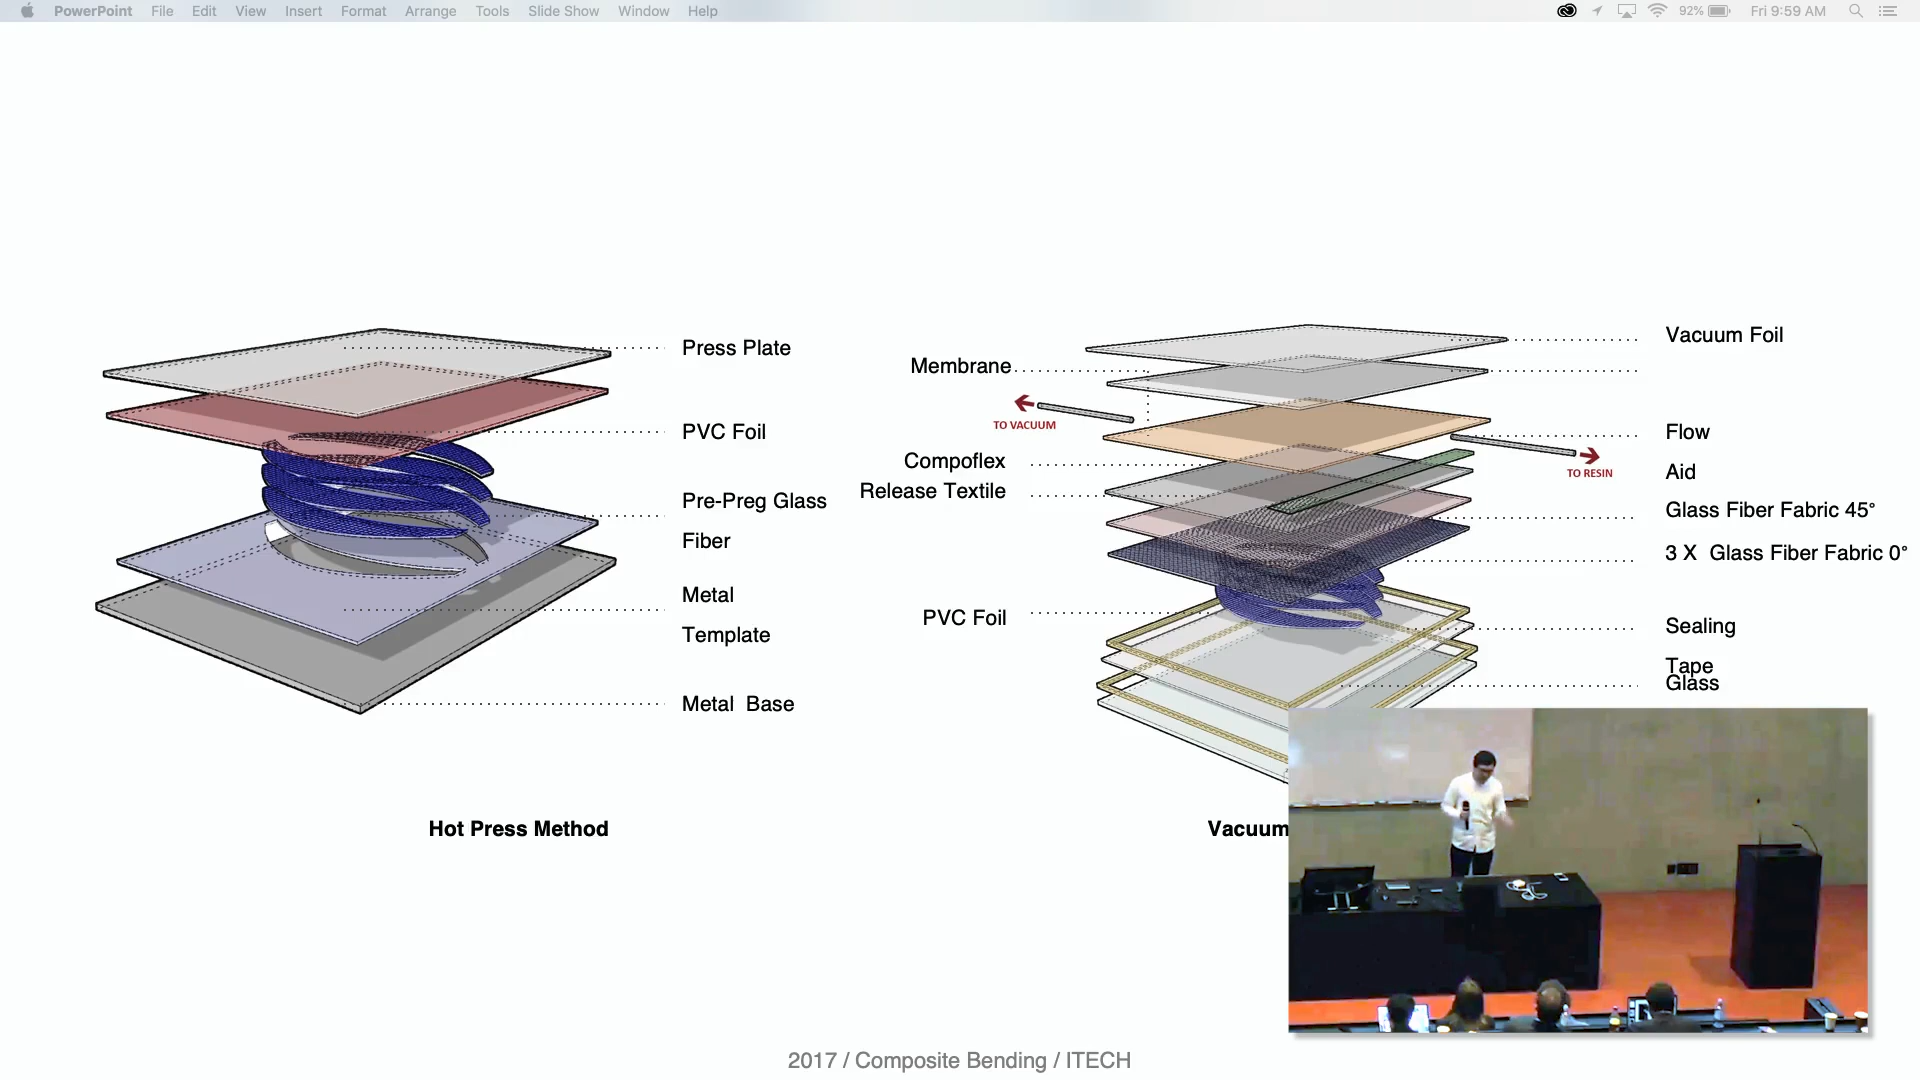 PowerPoint File Edit View Insert Format Arrange Tools Slide Show Window Help 92% Fri 9:59 AM
Press Plate
PVC Foil
Pre-Preg Glass
Fiber
Metal
Template
Metal Base
Hot Press Method
Membrane
TO VACUUM
Compoflex
Release Textile
PVC Foil
Vacuum Foil
Flow
Aid
TO RESIN
Glass Fiber Fabric 45°
3 X Glass Fiber Fabric 0°
Sealing
Tape
Glass
Vacuum
2017 / Composite Bending / ITECH